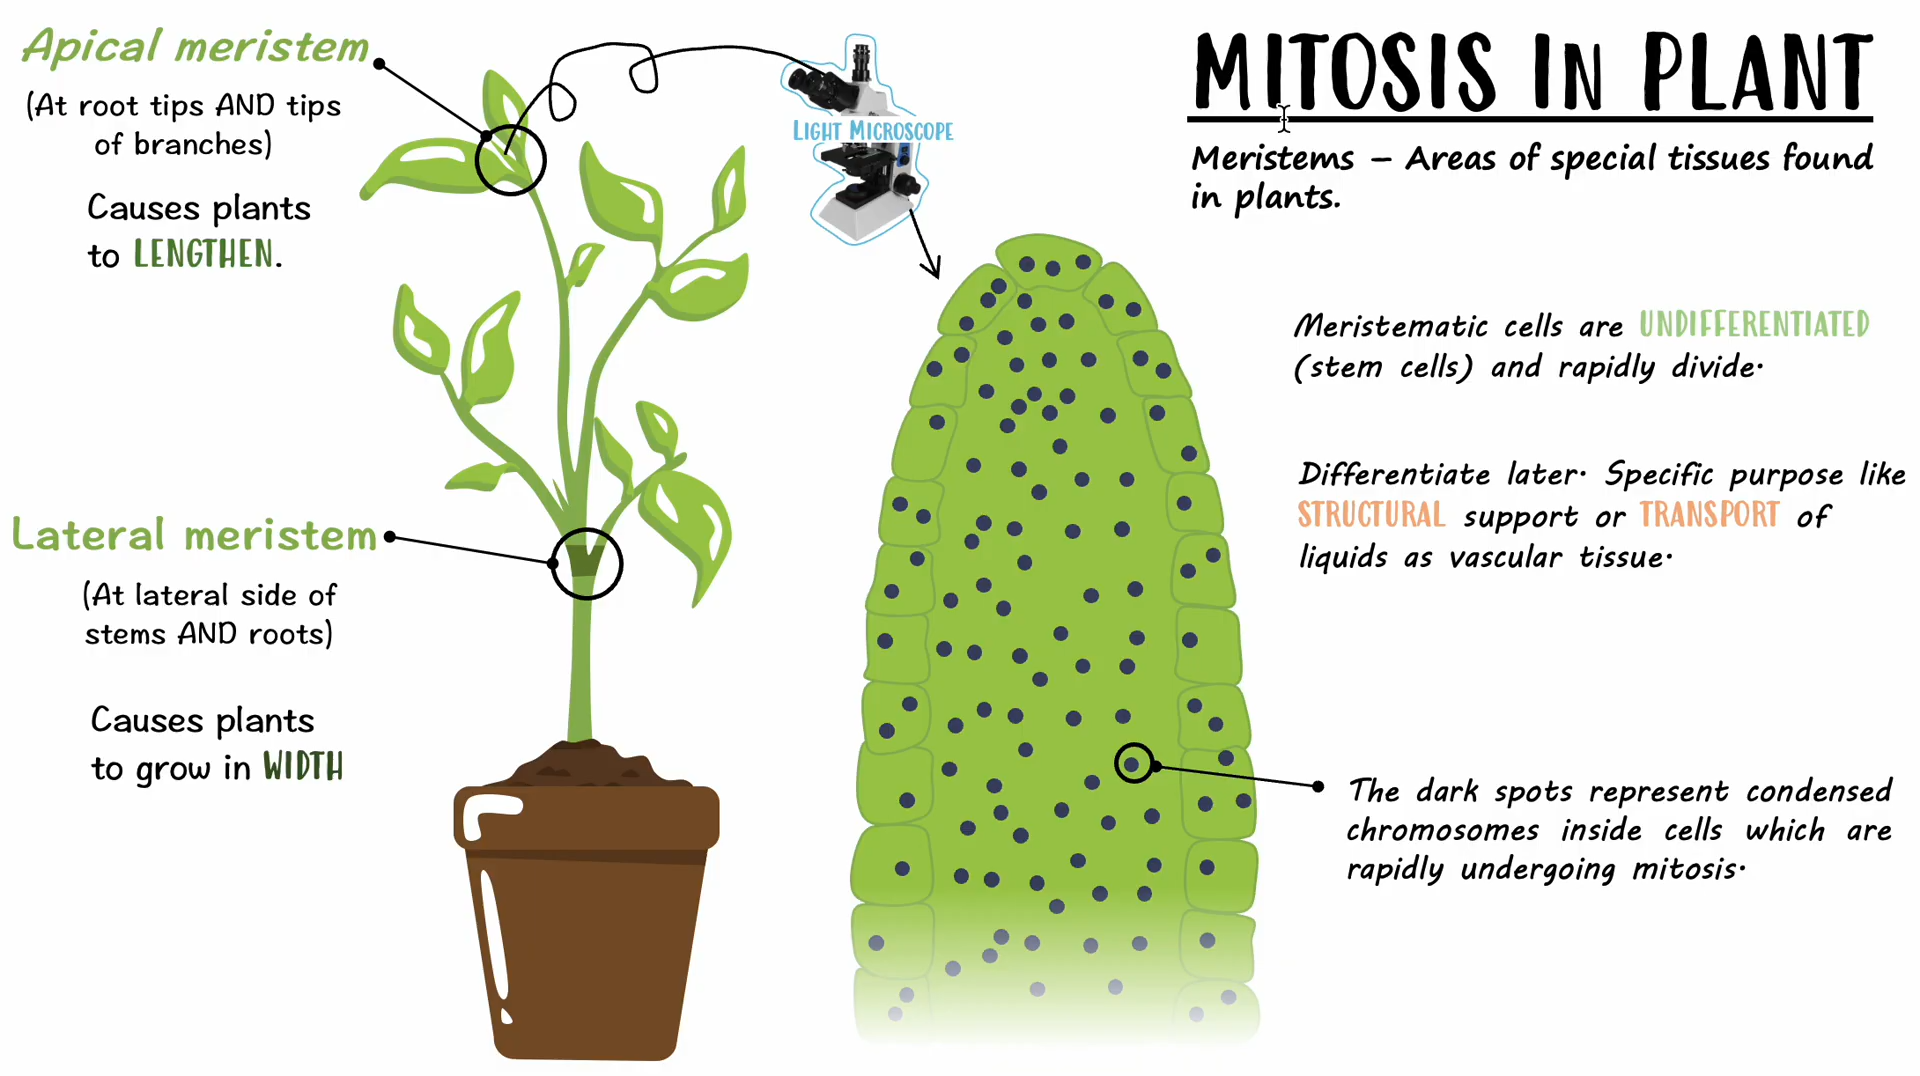 Apical meristem
(At root tips AND tips
of branches)
Causes plants
to LENGTHEN.
Lateral meristem
(At lateral side of
stems AND roots)
Causes plants
to grow in WIDTH
LIGHT MICROSCOPE
MITOSIS IN PLANT
Meristems – Areas of special tissues found
in plants.
Meristematic cells are UNDIFFERENTIATED
(stem cells) and rapidly divide.
Differentiate later. Specific purpose like
STRUCTURAL support or TRANSPORT of
liquids as vascular tissue.
The dark spots represent condensed
chromosomes inside cells which are
rapidly undergoing mitosis.